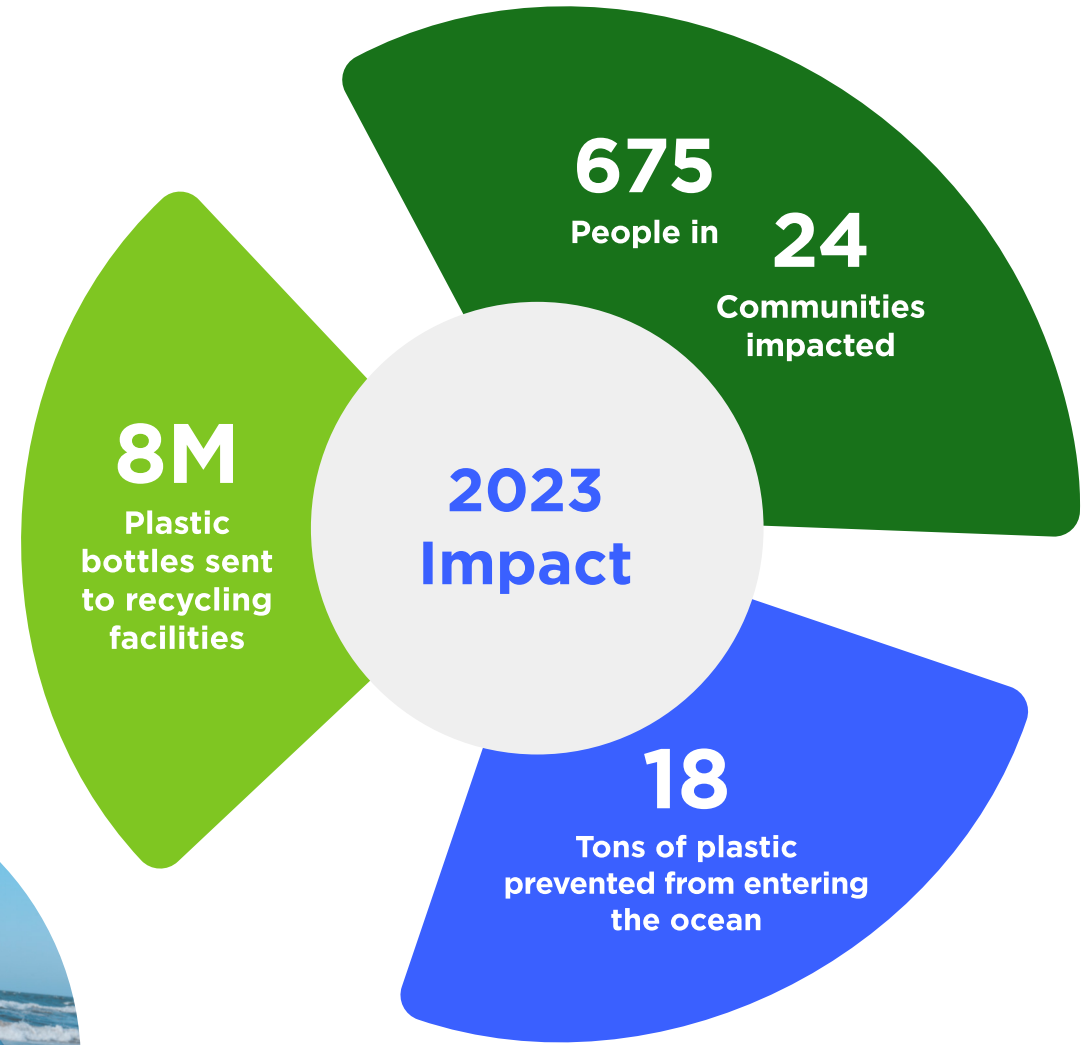 675
People in
24
Communities
impacted
8M
Plastic
bottles sent
to recycling
facilities
2023
Impact
18
Tons of plastic
prevented from entering
the ocean